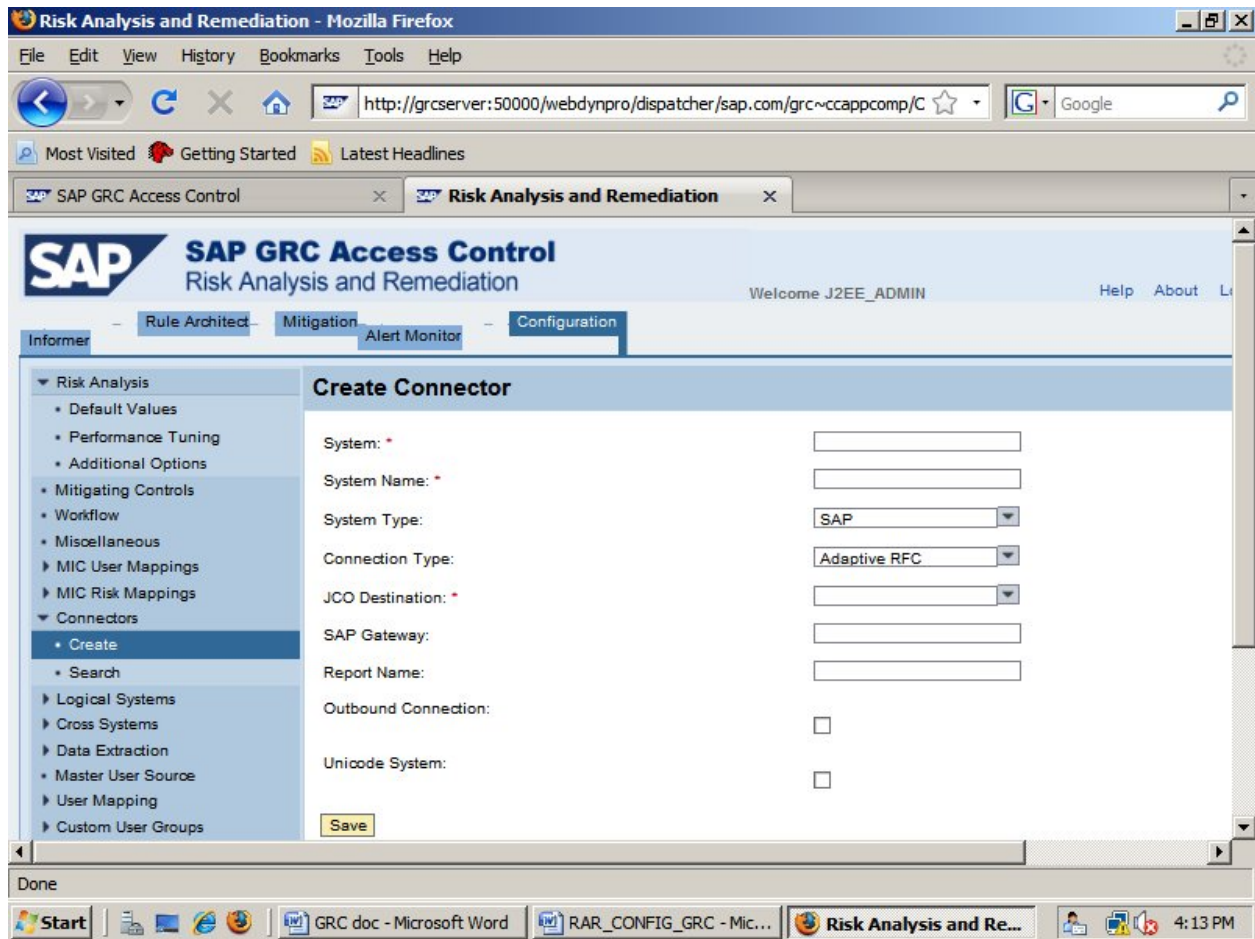 Risk Analysis and Remediation - Mozilla Firefox
File Edit View History Bookmarks Tools Help
SAP http://grcserver:50000/webdynpro/dispatcher/sap.com/grc~ccappcomp/C G Google
Most Visited Getting Started Latest Headlines
SAP SAP GRC Access Control SAP Risk Analysis and Remediation
SAP SAP GRC Access Control
Risk Analysis and Remediation
Welcome J2EE_ADMIN Help About Lo
Informer Rule Architect Mitigation Alert Monitor Configuration
Risk Analysis
Default Values
Performance Tuning
Additional Options
Mitigating Controls
Workflow
Miscellaneous
MIC User Mappings
MIC Risk Mappings
Connectors
Create
Search
Logical Systems
Cross Systems
Data Extraction
Master User Source
User Mapping
Custom User Groups
Create Connector
System: *
System Name: *
System Type: SAP
Connection Type: Adaptive RFC
JCO Destination: *
SAP Gateway:
Report Name:
Outbound Connection:
Unicode System:
Save
Done
Start GRC doc - Microsoft Word RAR_CONFIG_GRC - Mic... Risk Analysis and Re... 4:13 PM